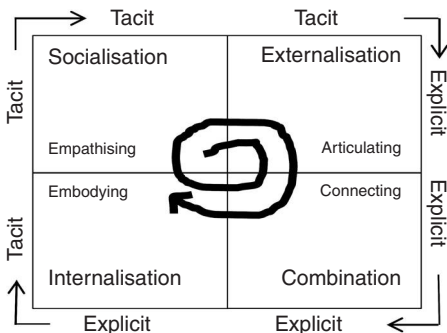 Tacit Tacit
Socialisation Externalisation
Tacit Explicit
Empathising Articulating
Embodying Connecting
Tacit Explicit
Internalisation Combination
Explicit Explicit